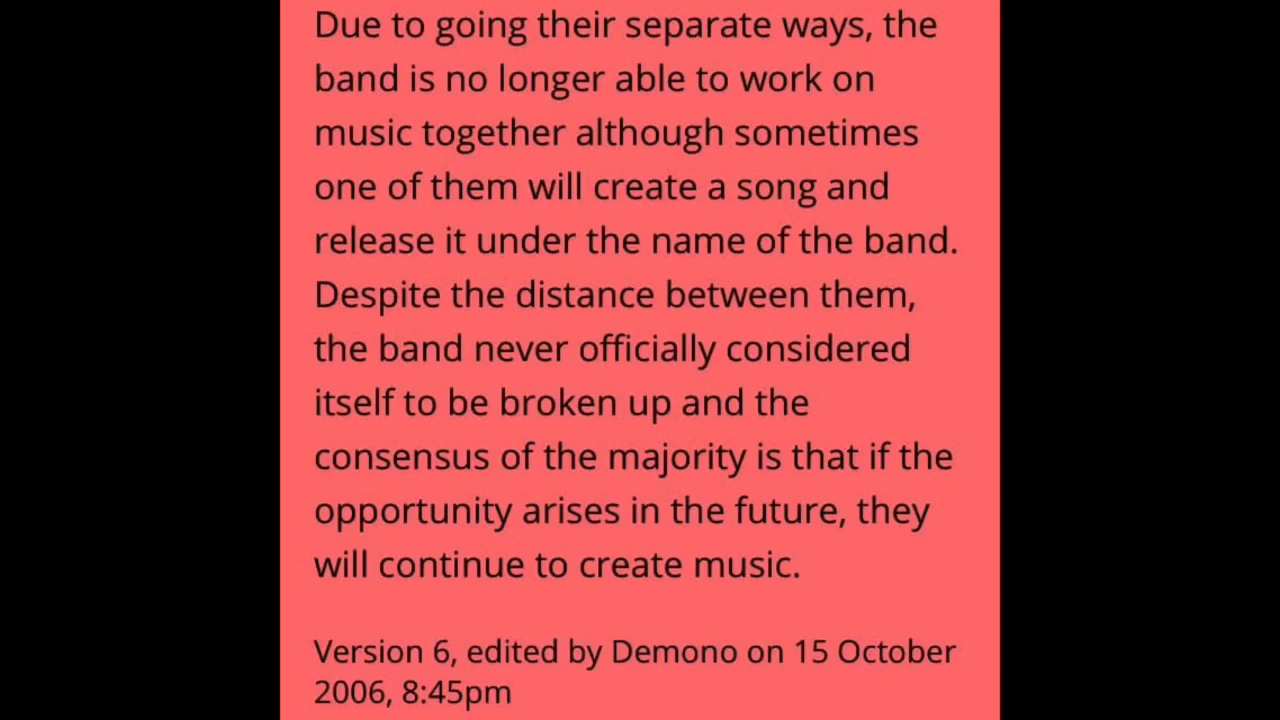 Due to going their separate ways, the
band is no longer able to work on
music together although sometimes
one of them will create a song and
release it under the name of the band.
Despite the distance between them,
the band never officially considered
itself to be broken up and the
consensus of the majority is that if the
opportunity arises in the future, they
will continue to create music.
Version 6, edited by Demono on 15 October
2006, 8:45pm